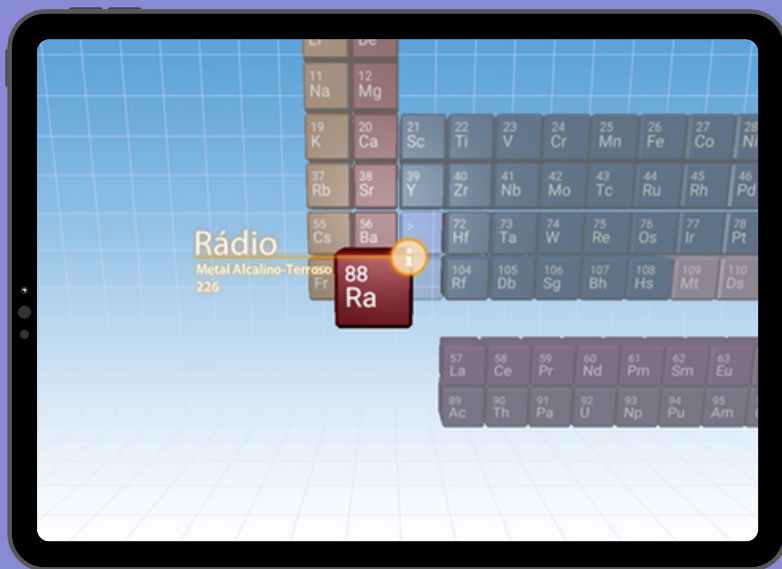 11 Na
12 Mg
19 K
20 Ca
21 Sc
22 Ti
23 V
24 Cr
25 Mn
26 Fe
27 Co
28 Ni
37 Rb
38 Sr
39 Y
40 Zr
41 Nb
42 Mo
43 Tc
44 Ru
45 Rh
46 Pd
55 Cs
56 Ba
>
72 Hf
73 Ta
74 W
75 Re
76 Os
77 Ir
78 Pt
Rádio
Metal Alcalino-Terroso
226
i
Fr
88
Ra
104 Rf
105 Db
106 Sg
107 Bh
108 Hs
109 Mt
110 Ds
57 La
58 Ce
59 Pr
60 Nd
61 Pm
62 Sm
63 Eu
89 Ac
90 Th
91 Pa
92 U
93 Np
94 Pu
95 Am